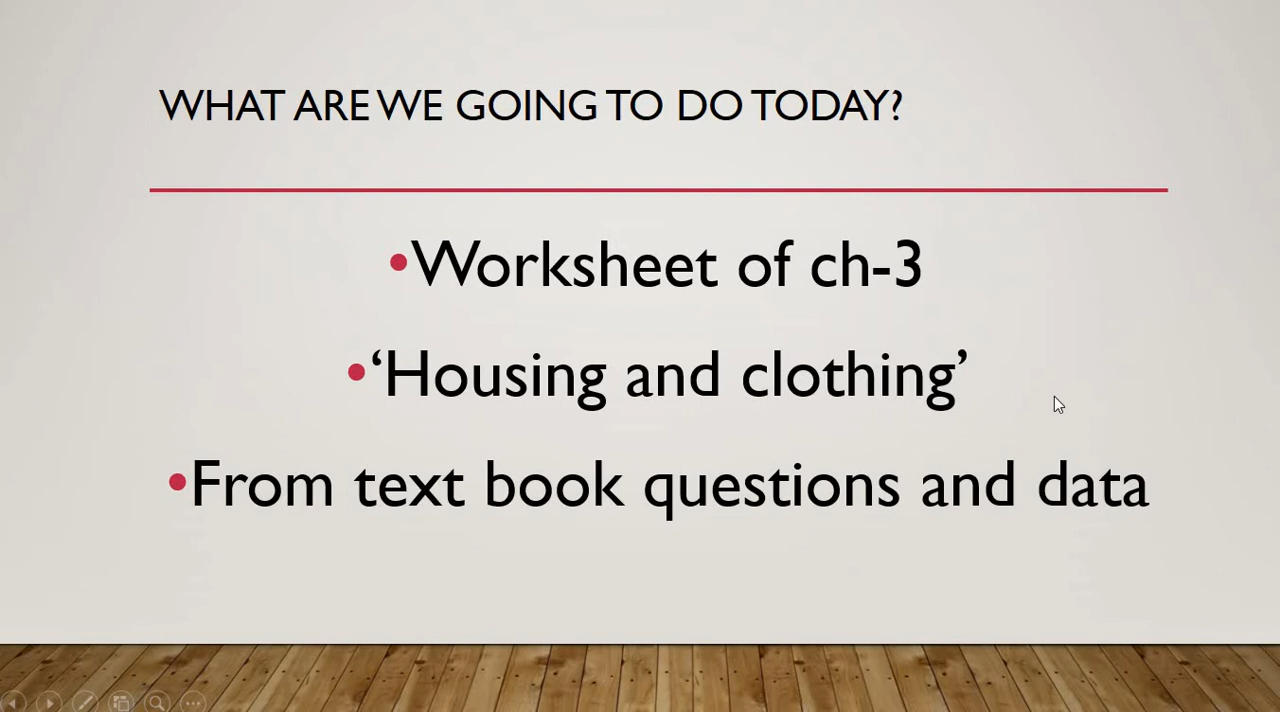 WHAT ARE WE GOING TO DO TODAY?
•Worksheet of ch-3
•‘Housing and clothing’
•From text book questions and data